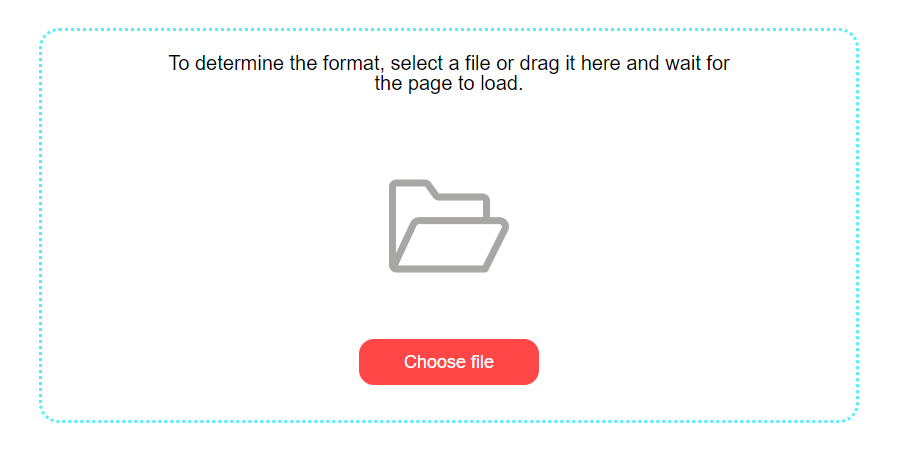 To determine the format, select a file or drag it here and wait for
the page to load.
Choose file